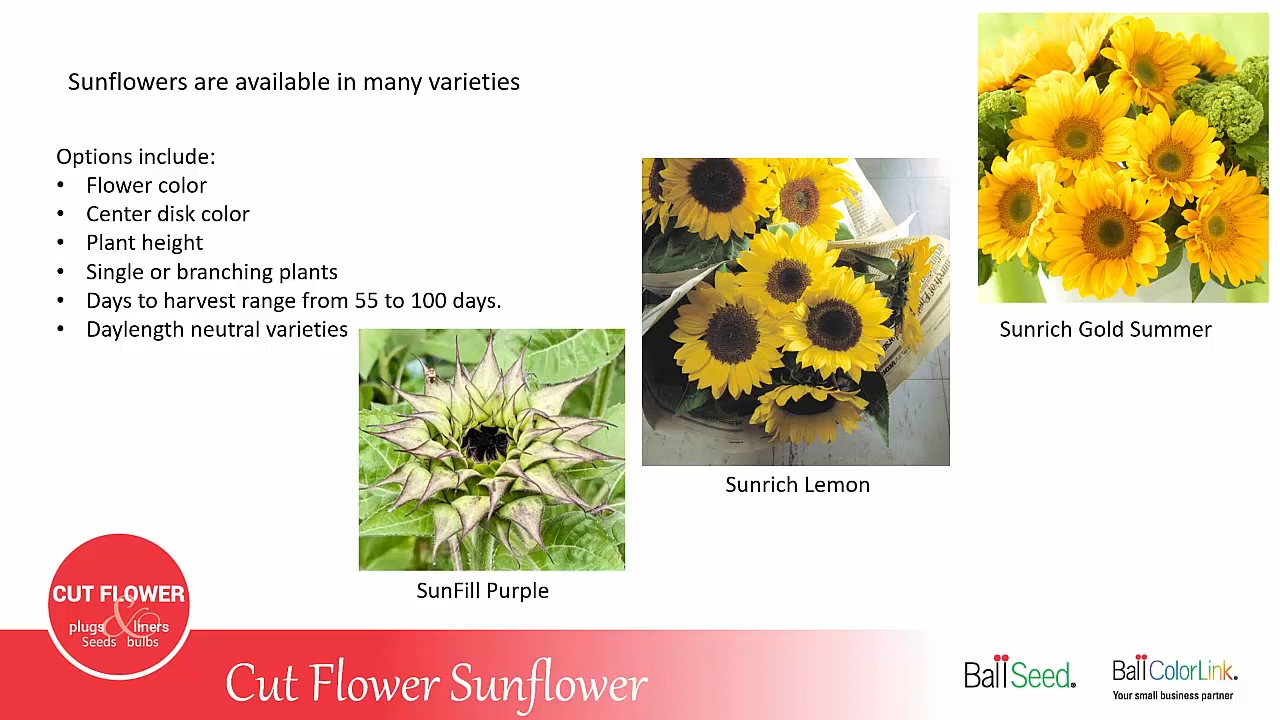 Sunflowers are available in many varieties
Options include:
• Flower color
• Center disk color
• Plant height
• Single or branching plants
• Days to harvest range from 55 to 100 days.
• Daylength neutral varieties
Sunrich Gold Summer
Sunrich Lemon
SunFill Purple
CUT FLOWER
plugs & liners
Seeds bulbs
Cut Flower Sunflower
Ball Seed.
Ball ColorLink.
Your small business partner